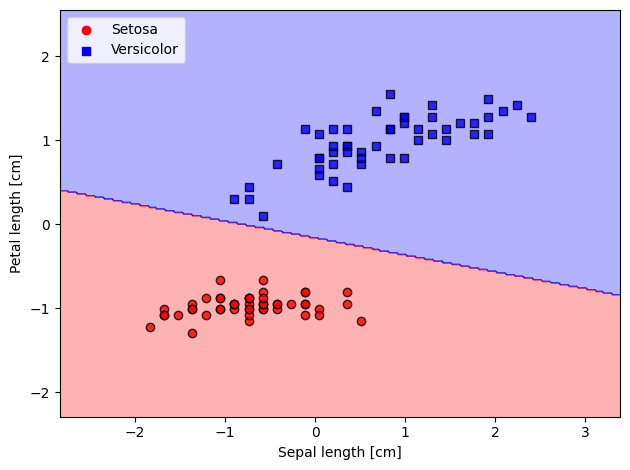 Setosa
Versicolor
2
1
0
−1
−2
Petal length [cm]
−2
−1
0
1
2
3
Sepal length [cm]